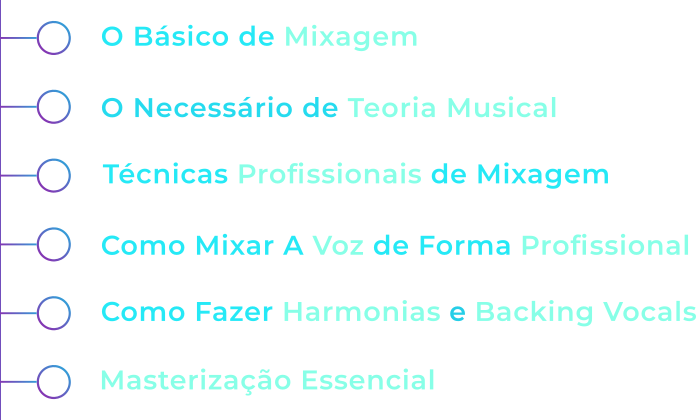 O Básico de Mixagem
O Necessário de Teoria Musical
Técnicas Profissionais de Mixagem
Como Mixar A Voz de Forma Profissional
Como Fazer Harmonias e Backing Vocals
Masterização Essencial